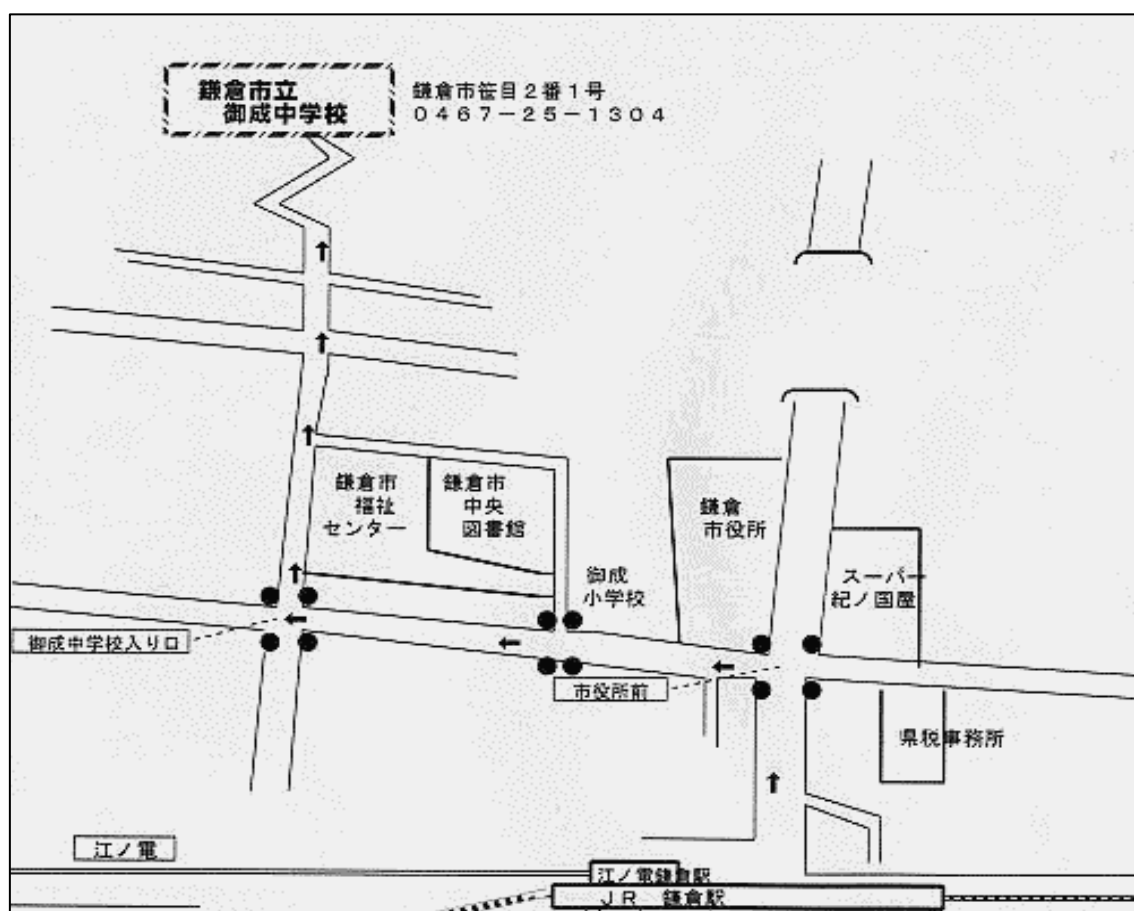 鎌倉市立
御成中学校
鎌倉市笹目２番１号
０４６７－２５－１３０４
鎌倉市
福祉
センター
鎌倉市
中央
図書館
鎌倉
市役所
御成
小学校
スーパー
紀ノ国屋
御成中学校入り口
市役所前
県税事務所
江ノ電
江ノ電鎌倉駅
ＪＲ　鎌倉駅